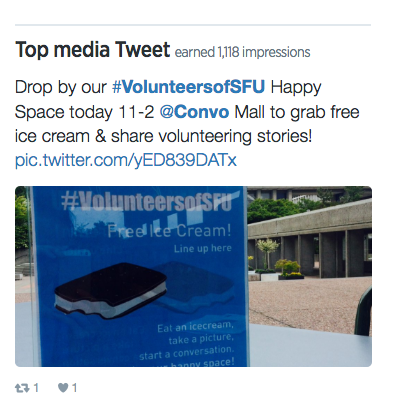 Top media Tweet earned 1,118 impressions
Drop by our #VolunteersofSFU Happy
Space today 11-2 @Convo Mall to grab free
ice cream & share volunteering stories!
pic.twitter.com/yED839DATx
#VolunteersofSFU
Free Ice Cream!
Line up here
Eat an icecream,
take a picture,
start a conversation.
happy space!
1 1